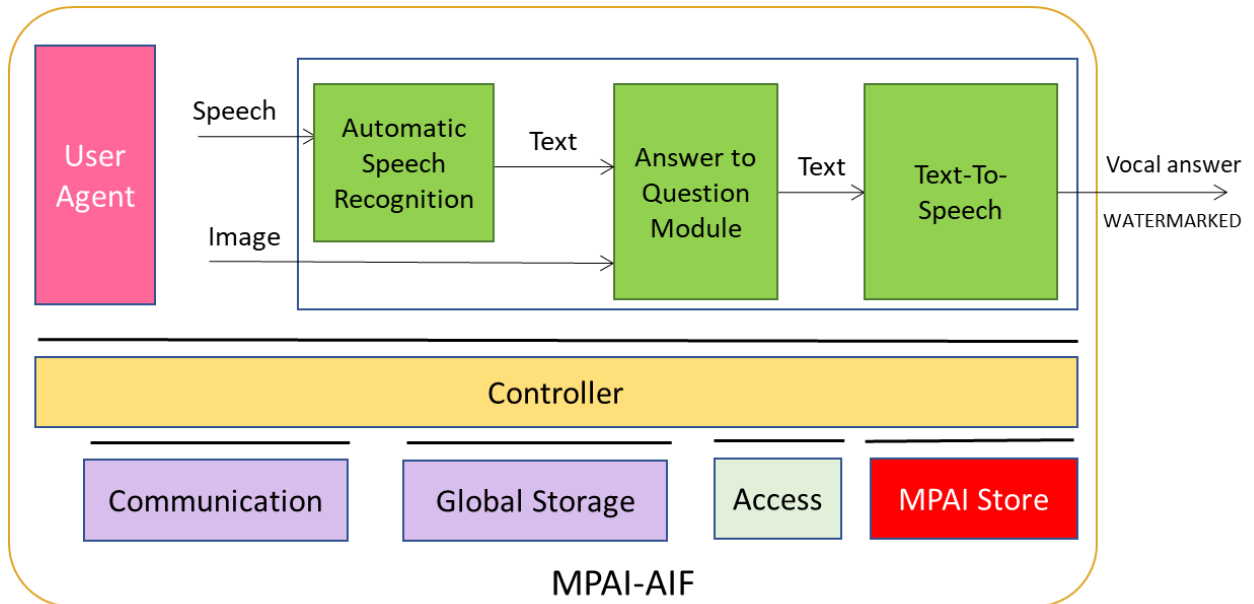 User
Agent
Speech
Image
Automatic
Speech
Recognition
Text
Answer to
Question
Module
Text
Text-To-
Speech
Vocal answer
WATERMARKED
Controller
Communication
Global Storage
Access
MPAI Store
MPAI-AIF